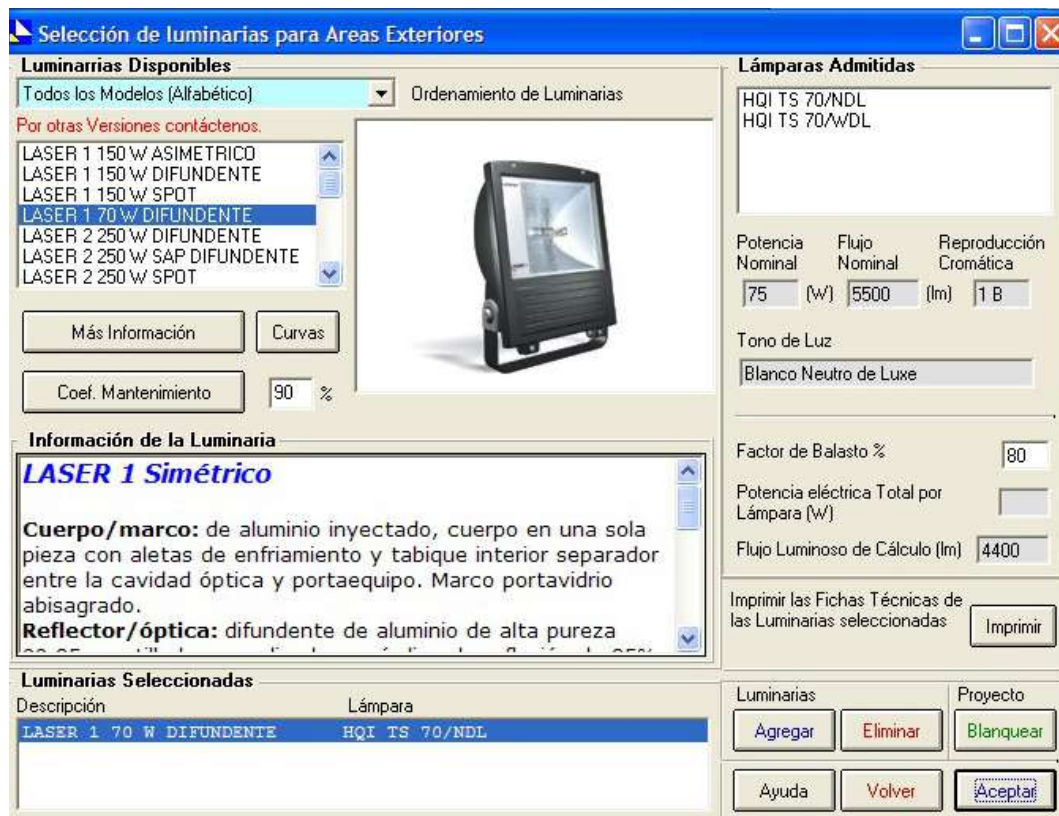 Selección de luminarias para Areas Exteriores
Luminarrias Disponibles
Todos los Modelos (Alfabético)
Ordenamiento de Luminarias
Por otras Versiones contáctenos.
LASER 1 150 W ASIMETRICO
LASER 1 150 W DIFUNDENTE
LASER 1 150 W SPOT
LASER 1 70 W DIFUNDENTE
LASER 2 250 W DIFUNDENTE
LASER 2 250 W SAP DIFUNDENTE
LASER 2 250 W SPOT
Más Información
Curvas
Coef. Mantenimiento
90 %
Lámparas Admitidas
HQI TS 70/NDL
HQI TS 70/WDL
Potencia Nominal
Flujo Nominal
Reproducción Cromática
75 (W) 5500 (lm) 1 B
Tono de Luz
Blanco Neutro de Luxe
Información de la Luminaria
LASER 1 Simétrico
Cuerpo/marco: de aluminio inyectado, cuerpo en una sola
pieza con aletas de enfriamiento y tabique interior separador
entre la cavidad óptica y portaequipo. Marco portavidrio
abisagrado.
Reflector/óptica: difundente de aluminio de alta pureza
Factor de Balasto % 80
Potencia eléctrica Total por
Lámpara (W)
Flujo Luminoso de Cálculo (lm) 4400
Imprimir las Fichas Técnicas de
las Luminarias seleccionadas
Imprimir
Luminarias Seleccionadas
Descripción Lámpara
LASER 1 70 W DIFUNDENTE HQI TS 70/NDL
Luminarias
Proyecto
Agregar
Eliminar
Blanquear
Ayuda
Volver
Aceptar